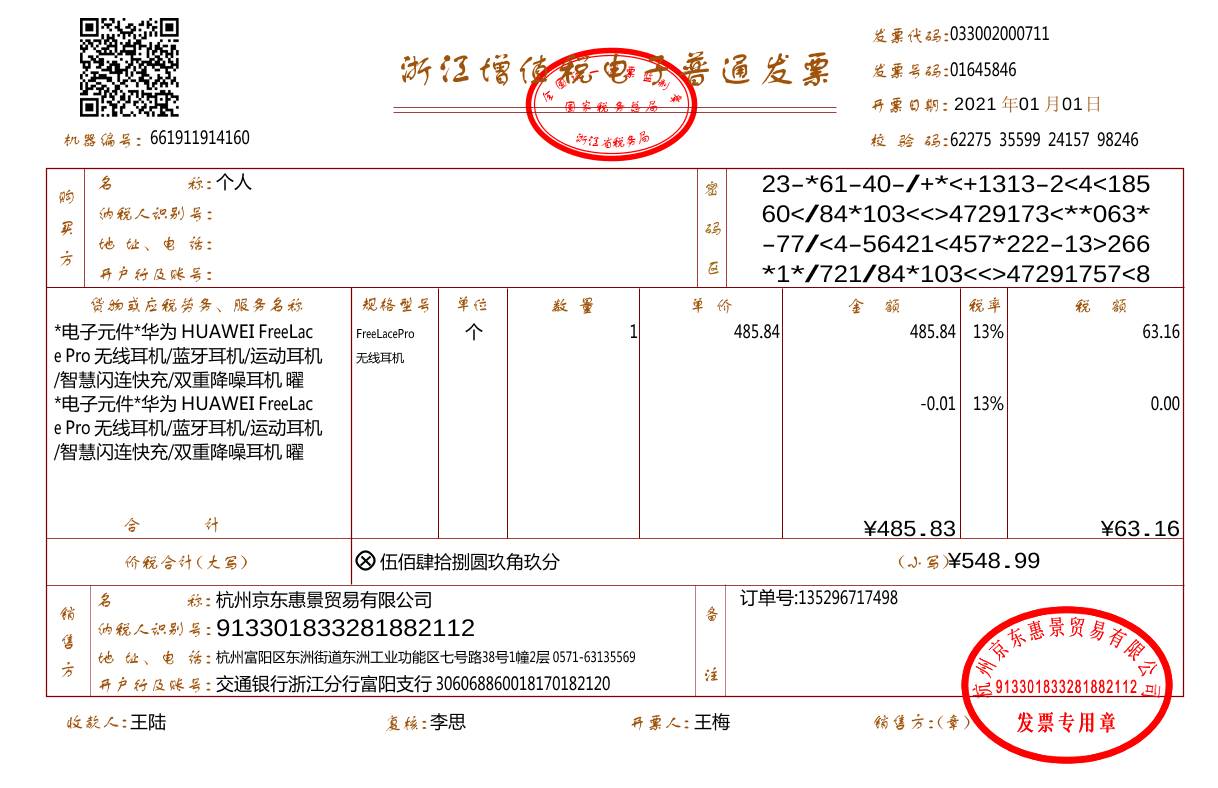 浙江增值税电子普通发票
全国统一发票监制章
国家税务总局
浙江省税务局
发票代码:033002000711
发票号码:01645846
开票日期: 2021 年01 月01日
校 验 码:62275 35599 24157 98246
机器编号: 661911914160
购买方
名 称:个人
纳税人识别号:
地 址、电 话:
开户行及账号:
密码区
23-*61-40-/+*<+1313-2<4<185
60</84*103<<>4729173<**063*
-77/<4-56421<457*222-13>266
*1*/721/84*103<<>47291757<8
货物或应税劳务、服务名称 规格型号 单位 数 量 单 价 金 额 税率 税 额
*电子元件*华为 HUAWEI FreeLac FreeLacePro 个 1 485.84 485.84 13% 63.16
e Pro 无线耳机/蓝牙耳机/运动耳机 无线耳机
/智慧闪连快充/双重降噪耳机 曜
*电子元件*华为 HUAWEI FreeLac -0.01 13% 0.00
e Pro 无线耳机/蓝牙耳机/运动耳机
/智慧闪连快充/双重降噪耳机 曜
合 计 ¥485.83 ¥63.16
价税合计(大写) ⊗ 伍佰肆拾捌圆玖角玖分 (小写)¥548.99
销售方
名 称:杭州京东惠景贸易有限公司
纳税人识别号:913301833281882112
地 址、电 话:杭州富阳区东洲街道东洲工业功能区七号路38号1幢2层 0571-63135569
开户行及账号:交通银行浙江分行富阳支行 306068860018170182120
备注
订单号:135296717498
收款人:王陆 复核:李思 开票人:王梅 销售方:(章)
杭州京东惠景贸易有限公司
913301833281882112
发票专用章